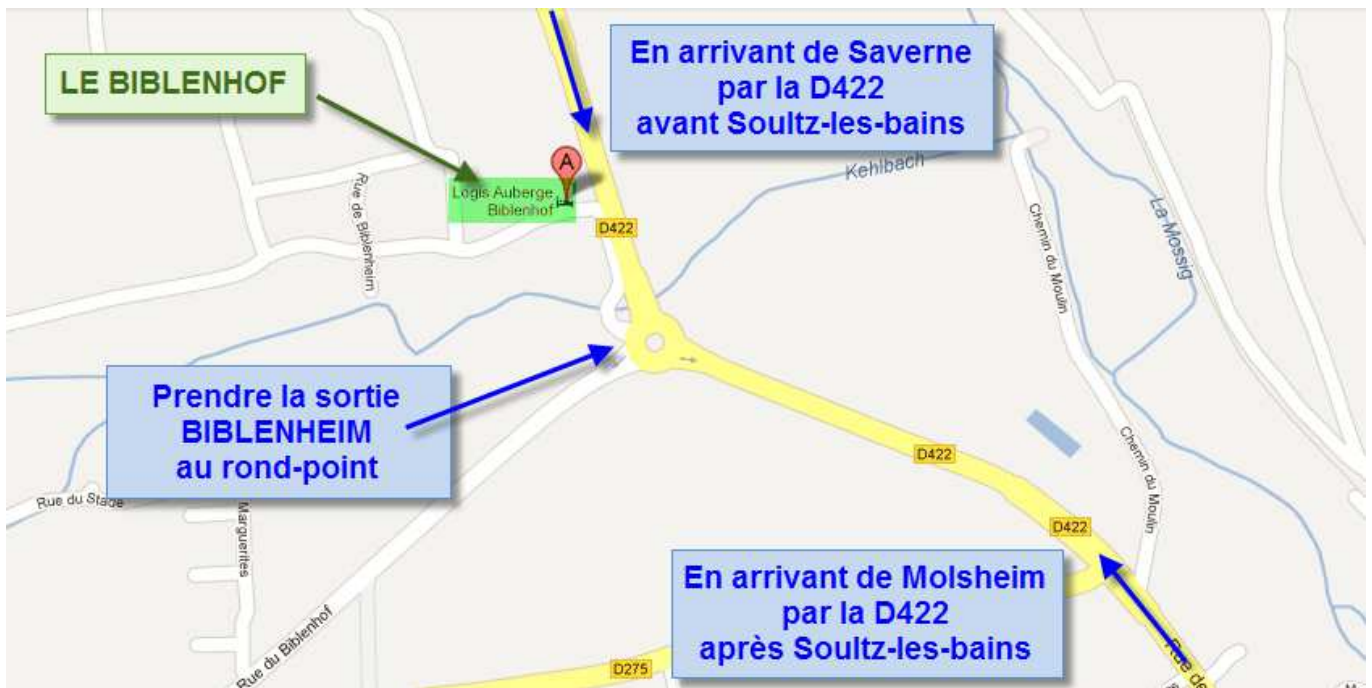 LE BIBLENHOF
En arrivant de Saverne
par la D422
avant Soultz-les-bains
A
Logis Auberge
Biblenhof
Rue de Biblenheim
D422
Kehlbach
La Mossig
Chemin du Moulin
Prendre la sortie
BIBLENHEIM
au rond-point
D422
Chemin du Moulin
Rue du Stade
Marguerites
D422
En arrivant de Molsheim
par la D422
après Soultz-les-bains
Rue du Biblenhof
D275
Rue de